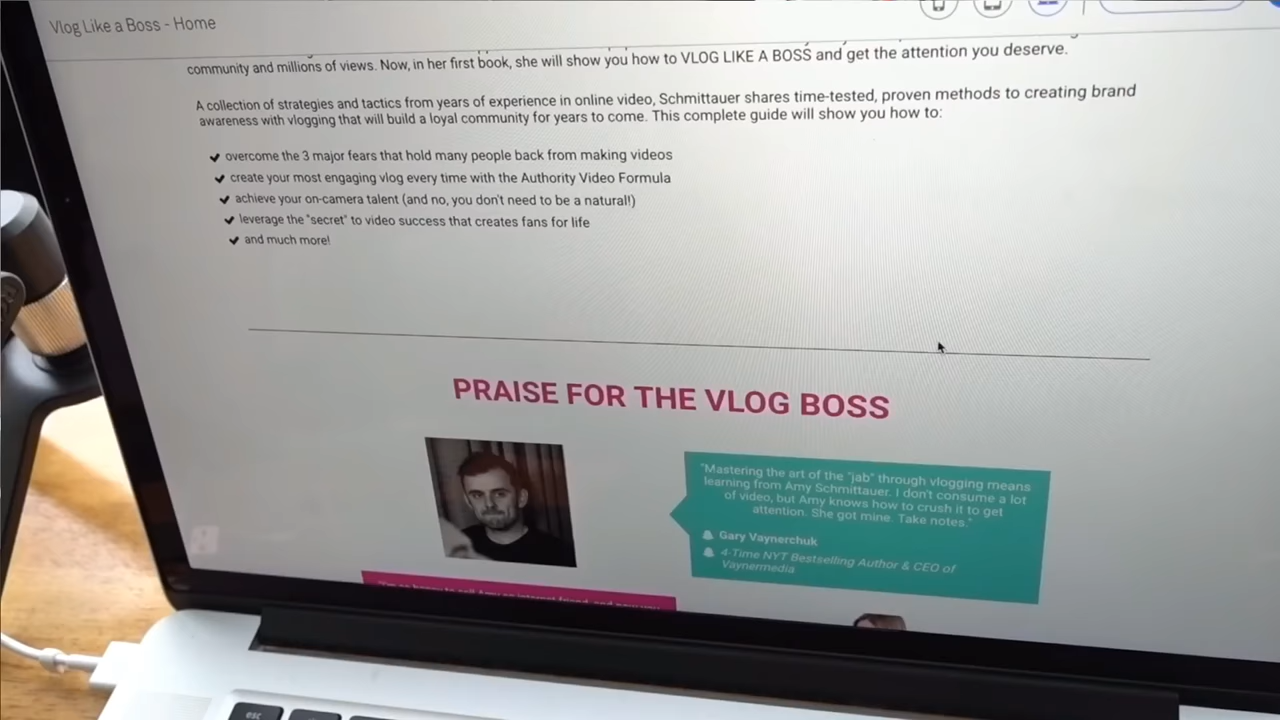 Vlog Like a Boss - Home
community and millions of views. Now, in her first book, she will show you how to VLOG LIKE A BOSS and get the attention you deserve.
A collection of strategies and tactics from years of experience in online video, Schmittauer shares time-tested, proven methods to creating brand
awareness with vlogging that will build a loyal community for years to come. This complete guide will show you how to:
overcome the 3 major fears that hold many people back from making videos
create your most engaging vlog every time with the Authority Video Formula
achieve your on-camera talent (and no, you don't need to be a natural!)
leverage the "secret" to video success that creates fans for life
and much more!
PRAISE FOR THE VLOG BOSS
"Mastering the art of the "jab" through vlogging means
learning from Amy Schmittauer. I don't consume a lot
of video, but Amy knows how to crush it to get
attention. She got mine. Take notes."
Gary Vaynerchuk
4-Time NYT Bestselling Author & CEO of
Vaynermedia
esc